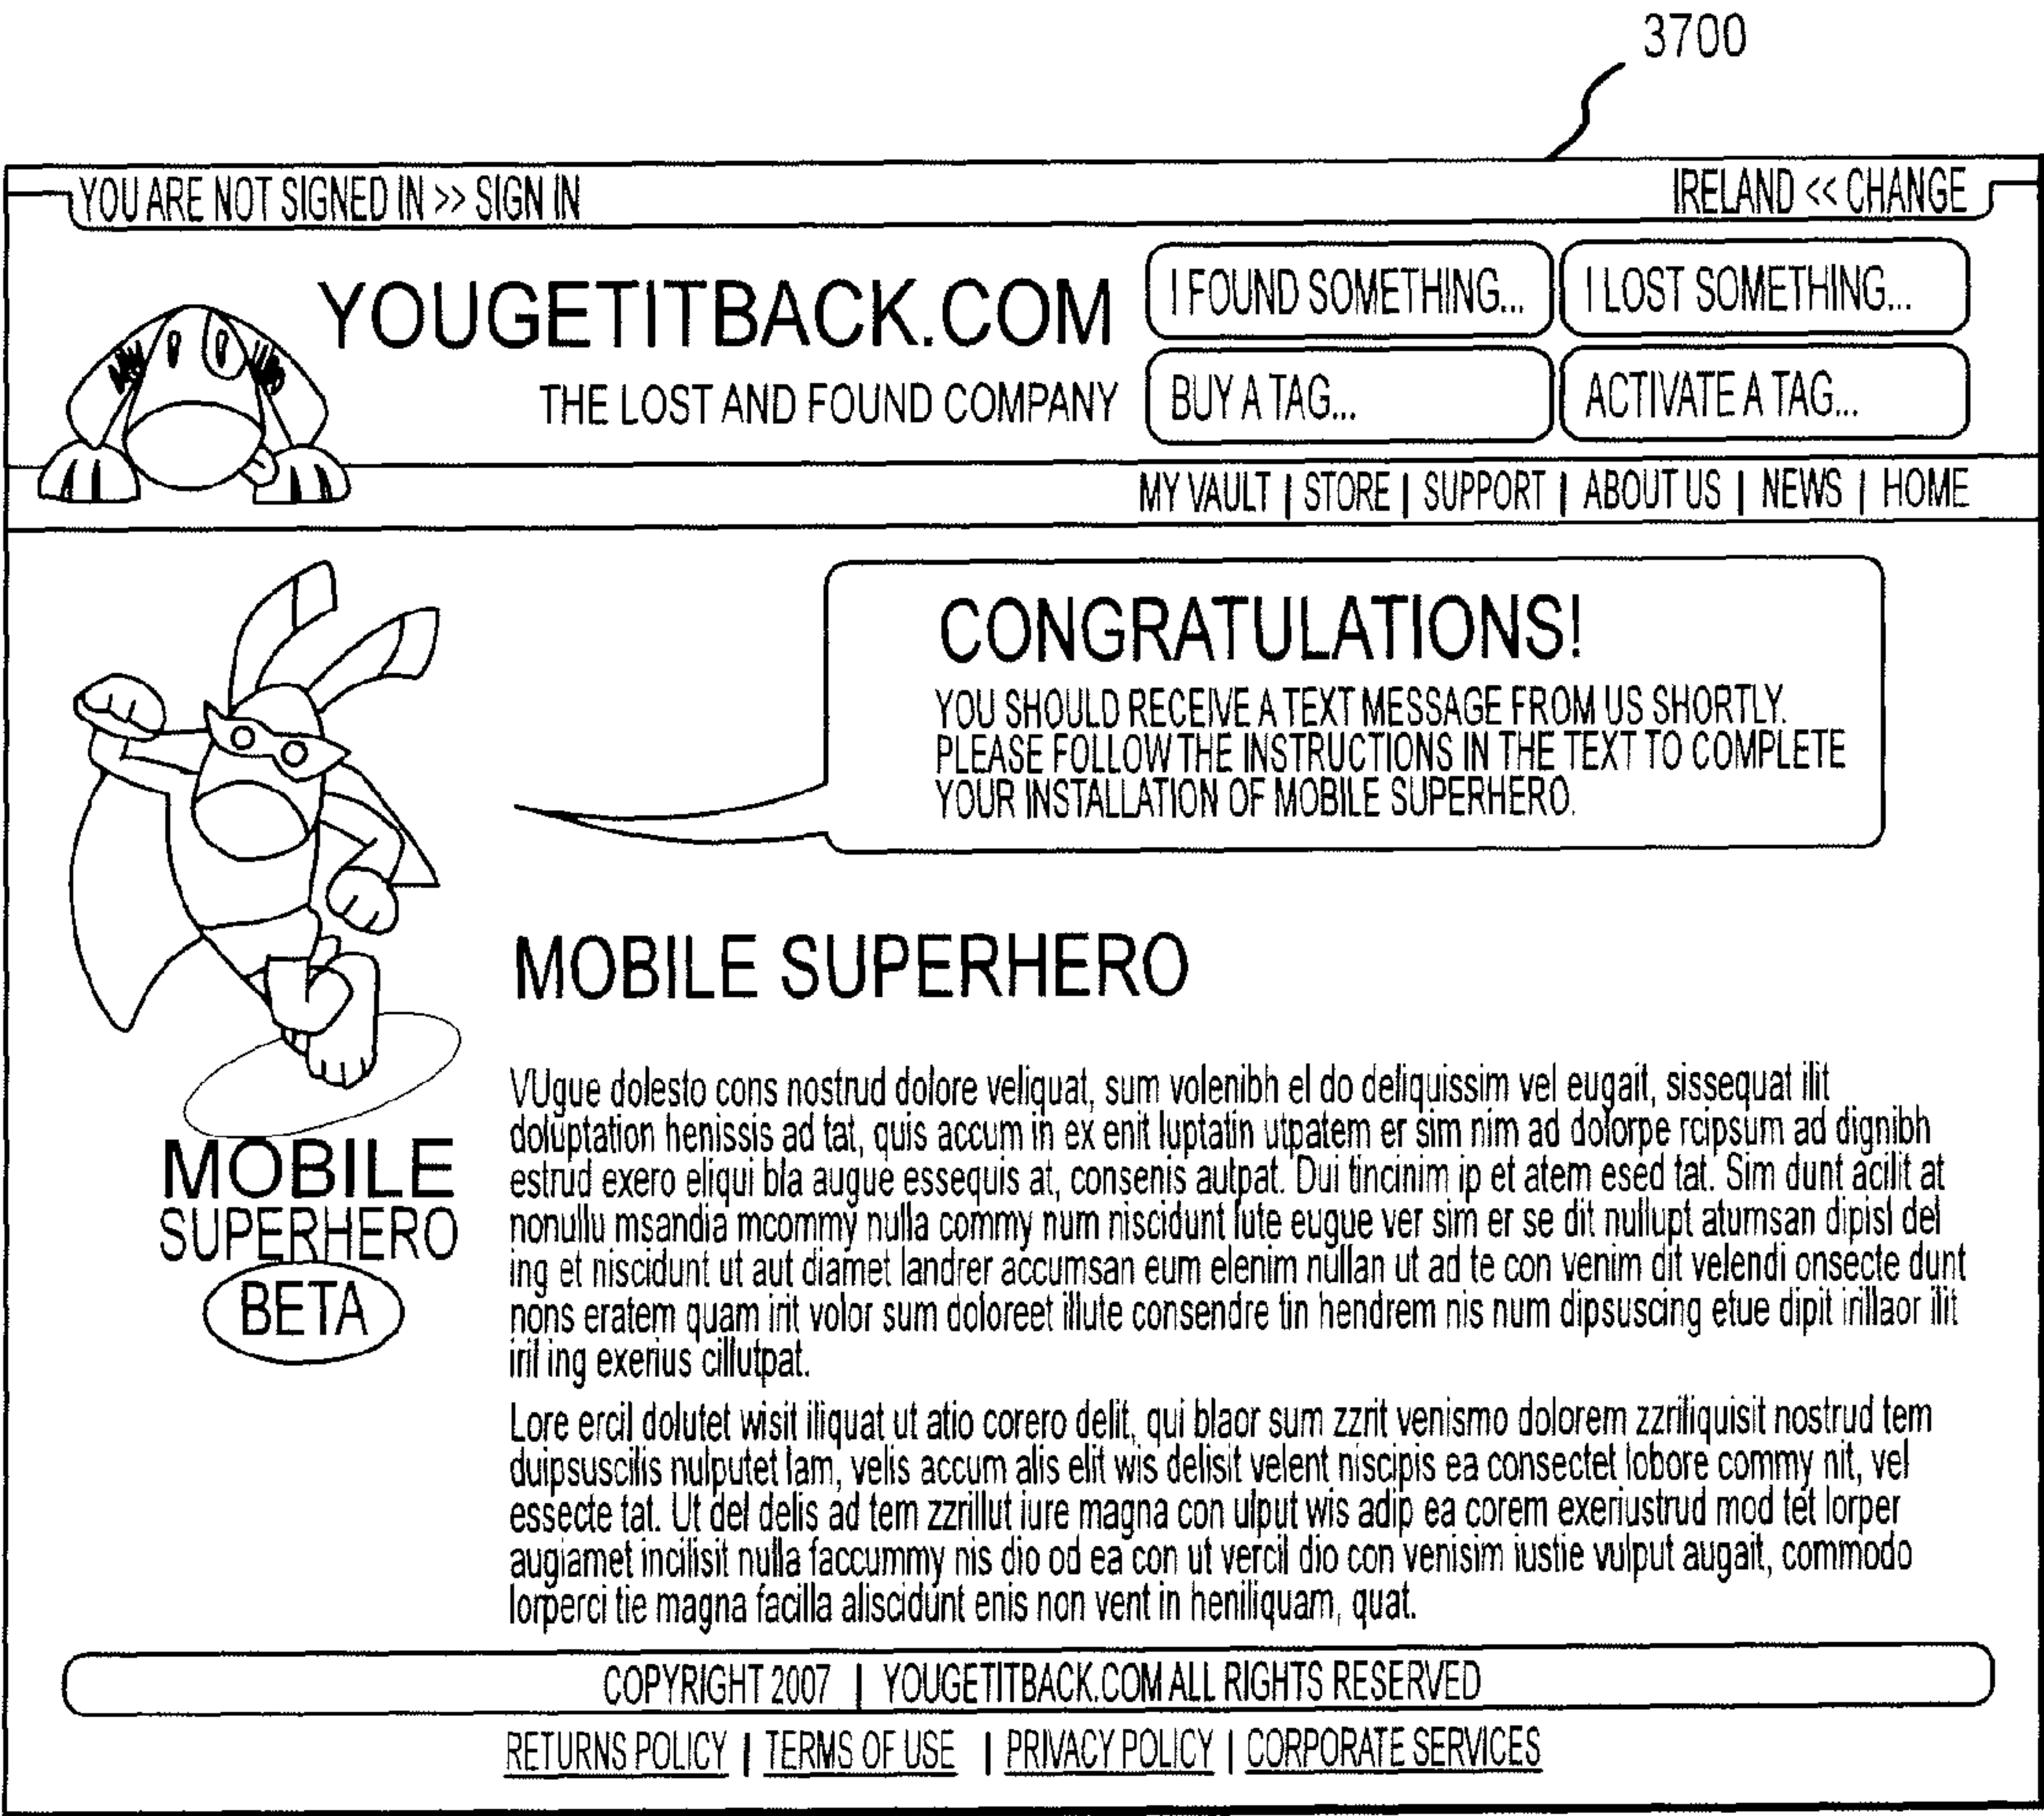 3700
YOU ARE NOT SIGNED IN >> SIGN IN
IRELAND << CHANGE
YOUGETITBACK.COM
THE LOST AND FOUND COMPANY
I FOUND SOMETHING...
I LOST SOMETHING...
BUY A TAG...
ACTIVATE A TAG...
MY VAULT | STORE | SUPPORT | ABOUT US | NEWS | HOME
CONGRATULATIONS!
YOU SHOULD RECEIVE A TEXT MESSAGE FROM US SHORTLY.
PLEASE FOLLOW THE INSTRUCTIONS IN THE TEXT TO COMPLETE
YOUR INSTALLATION OF MOBILE SUPERHERO.
MOBILE
SUPERHERO
BETA
MOBILE SUPERHERO
VUgue dolesto cons nostrud dolore veliquat, sum volenibh el do deliquissim vel eugait, sissequat ilit
doluptation henissis ad tat, quis accum in ex enit luptatin utpatem er sim nim ad dolorpe rcipsum ad dignibh
estrud exero eliqui bla augue essequis at, consenis autpat. Dui tincinim ip et atem esed tat. Sim dunt acilit at
nonullu msandia mcommy nulla commy num niscidunt lute eugue ver sim er se dit nullupt atumsan dipisl del
ing et niscidunt ut aut diamet landrer accumsan eum elenim nullan ut ad te con venim dit velendi onsecte dunt
nons eratem quam irit volor sum doloreet illute consendre tin hendrem nis num dipsuscing etue dipit irillaor ilit
iril ing exerius cillutpat.
Lore ercil dolutet wisit iliquat ut atio corero delit, qui blaor sum zzrit venismo dolorem zzriliquisit nostrud tem
duipsuscilis nulputet lam, velis accum alis elit wis delisit velent niscipis ea consectet lobore commy nit, vel
essecte tat. Ut del delis ad tem zzrillut iure magna con ulput wis adip ea corem exeriustrud mod tet lorper
augiamet incilisit nulla faccummy nis dio od ea con ut vercil dio con venisim iustie vulput augait, commodo
lorperci tie magna facilla aliscidunt enis non vent in heniliquam, quat.
COPYRIGHT 2007 | YOUGETITBACK.COM ALL RIGHTS RESERVED
RETURNS POLICY | TERMS OF USE | PRIVACY POLICY | CORPORATE SERVICES